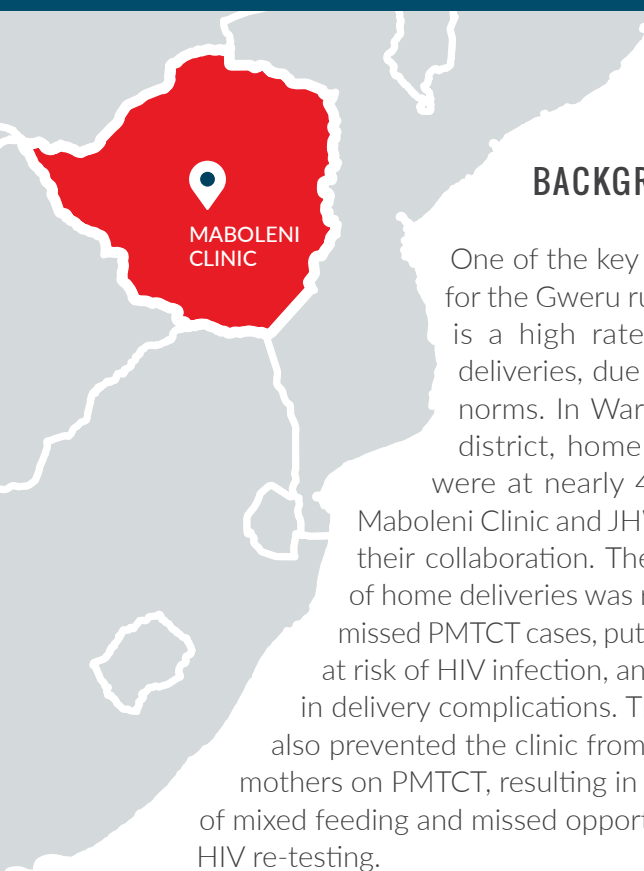 MABOLENI
CLINIC
BACKGR
One of the key
for the Gweru ru
is a high rate
deliveries, due
norms. In War
district, home
were at nearly 4
Maboleni Clinic and JHW
their collaboration. The
of home deliveries was r
missed PMTCT cases, put
at risk of HIV infection, an
in delivery complications. T
also prevented the clinic from
mothers on PMTCT, resulting in
of mixed feeding and missed opport
HIV re-testing.